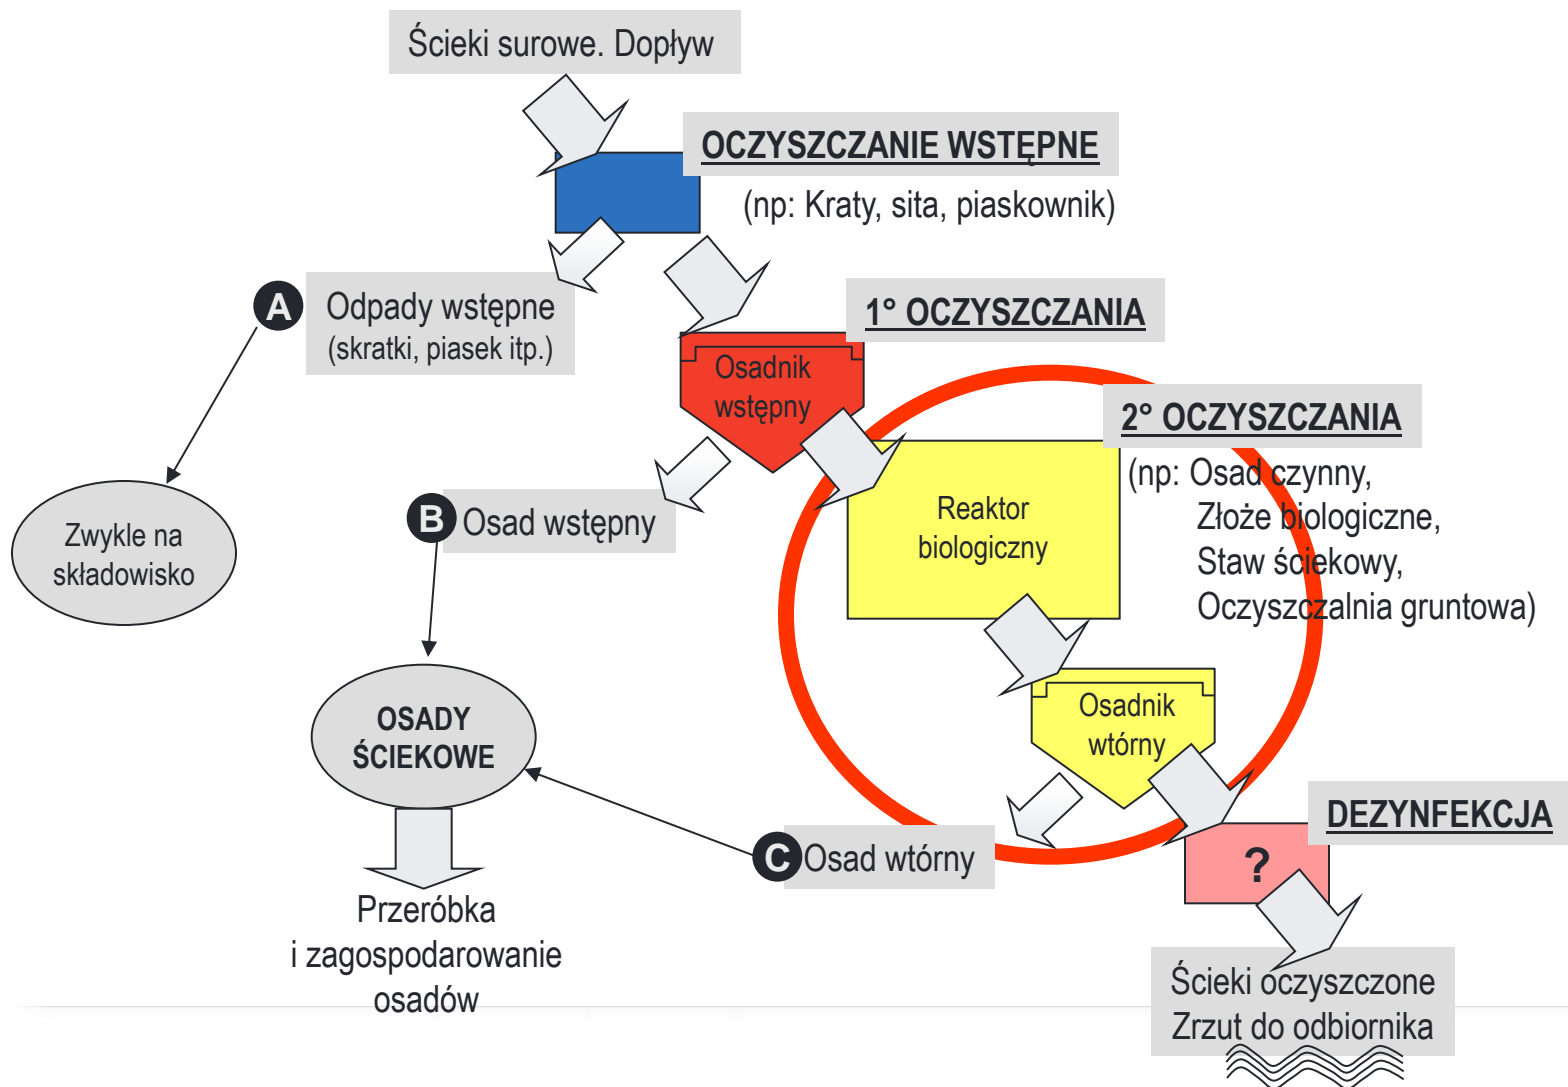 Ścieki surowe. Dopływ
OCZYSZCZANIE WSTĘPNE
(np: Kraty, sita, piaskownik)
A
Odpady wstępne
(skratki, piasek itp.)
1° OCZYSZCZANIA
Osadnik
wstępny
2° OCZYSZCZANIA
(np: Osad czynny,
Złoże biologiczne,
Staw ściekowy,
Oczyszczalnia gruntowa)
Reaktor
biologiczny
B
Osad wstępny
Zwykle na
składowisko
OSADY
ŚCIEKOWE
Osadnik
wtórny
DEZYNFEKCJA
?
C
Osad wtórny
Przeróbka
i zagospodarowanie
osadów
Ścieki oczyszczone
Zrzut do odbiornika